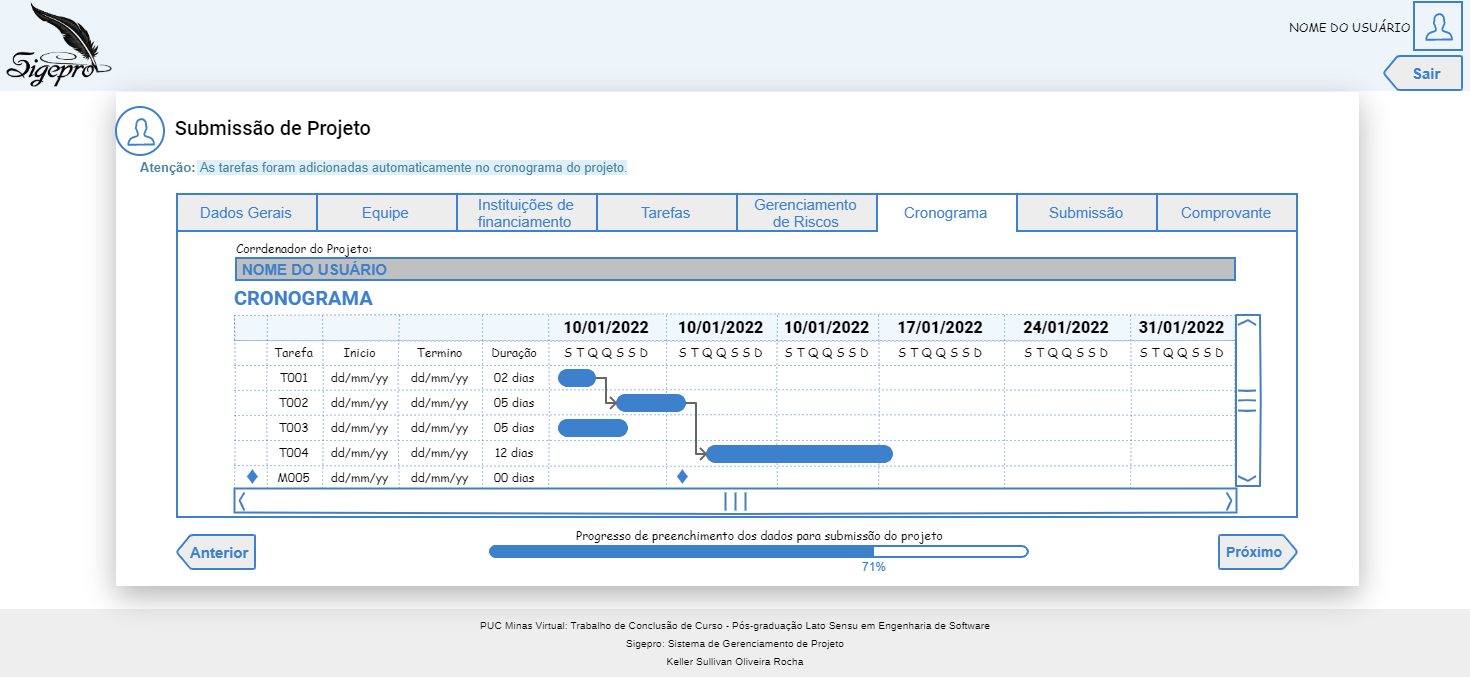 Sigepro
NOME DO USUÁRIO
Sair
Submissão de Projeto
Atenção: As tarefas foram adicionadas automaticamente no cronograma do projeto.
Dados Gerais
Equipe
Instituições de
financiamento
Tarefas
Gerenciamento
de Riscos
Cronograma
Submissão
Comprovante
Corrdenador do Projeto:
NOME DO USUÁRIO
CRONOGRAMA
10/01/2022 10/01/2022 10/01/2022 17/01/2022 24/01/2022 31/01/2022
Tarefa Inicio Termino Duração S T Q Q S S D S T Q Q S S D S T Q Q S S D S T Q Q S S D S T Q Q S S D S T Q Q S S D
T001 dd/mm/yy dd/mm/yy 02 dias
T002 dd/mm/yy dd/mm/yy 05 dias
T003 dd/mm/yy dd/mm/yy 05 dias
T004 dd/mm/yy dd/mm/yy 12 dias
M005 dd/mm/yy dd/mm/yy 00 dias
Anterior
Progresso de preenchimento dos dados para submissão do projeto
71%
Próximo
PUC Minas Virtual: Trabalho de Conclusão de Curso - Pós-graduação Lato Sensu em Engenharia de Software
Sigepro: Sistema de Gerenciamento de Projeto
Keller Sullivan Oliveira Rocha